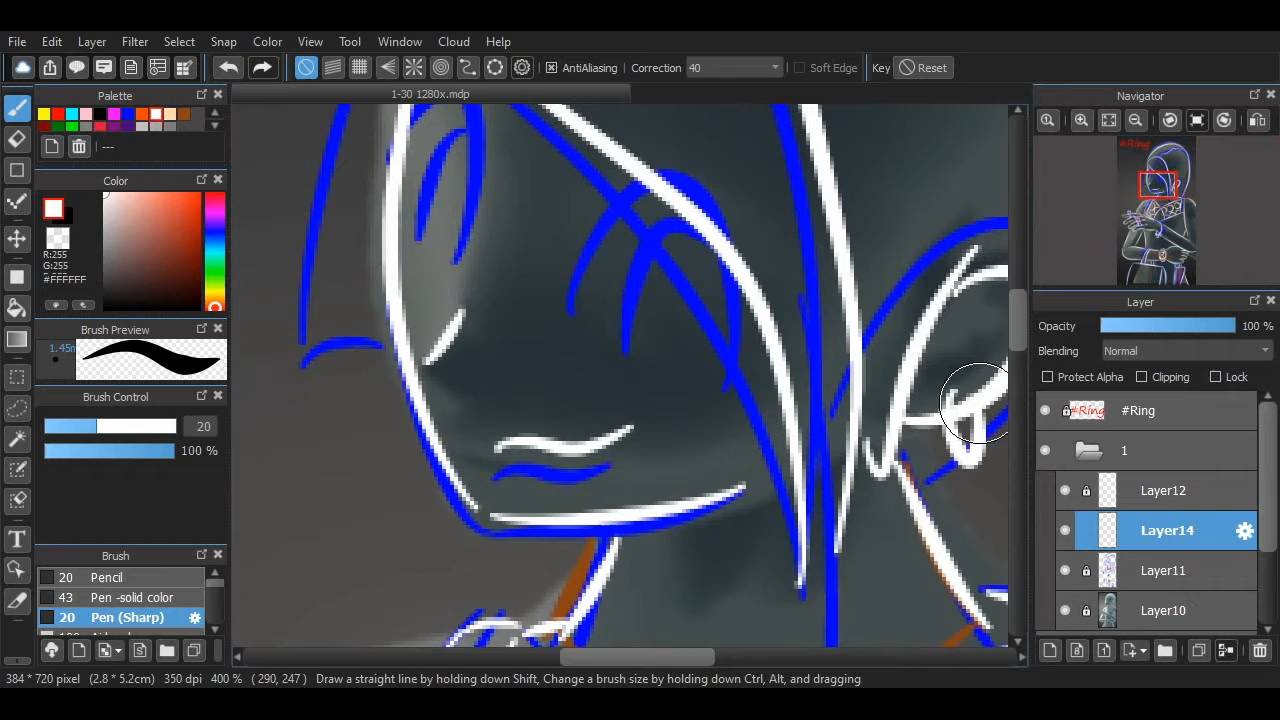 File Edit Layer Filter Select Snap Color View Tool Window Cloud Help
AntiAliasing Correction 40 Soft Edge Key Reset
Palette
1-30 1280x.mdp
Navigator
#Ring
---
Color
R:255
G:255
#FFFFFF
Brush Preview
Brush Control
20
100 %
Brush
20 Pencil
43 Pen -solid color
20 Pen (Sharp)
Layer
Opacity 100 %
Blending Normal
Protect Alpha Clipping Lock
#Ring #Ring
1
Layer12
Layer14
Layer11
Layer10
384 * 720 pixel (2.8 * 5.2cm) 350 dpi 400 % ( 290, 247 ) Draw a straight line by holding down Shift, Change a brush size by holding down Ctrl, Alt, and dragging